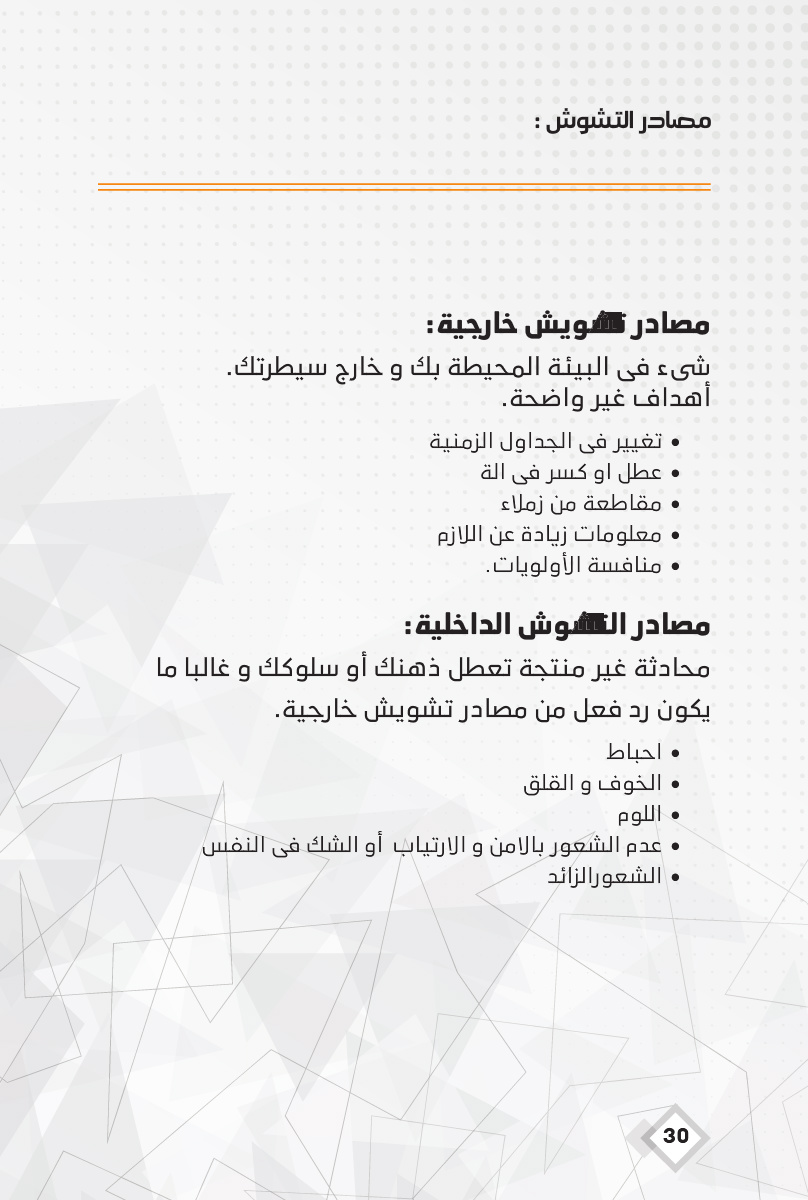 مصادر التشوش :
مصادر تشويش خارجية:
شىء فى البيئة المحيطة بك و خارج سيطرتك.
أهداف غير واضحة.
• تغيير فى الجداول الزمنية
• عطل او كسر فى الة
• مقاطعة من زملاء
• معلومات زيادة عن اللازم
• منافسة الأولويات.
مصادر التشوش الداخلية:
محادثة غير منتجة تعطل ذهنك أو سلوكك و غالبا ما
يكون رد فعل من مصادر تشويش خارجية.
• احباط
• الخوف و القلق
• اللوم
• عدم الشعور بالامن و الارتياب أو الشك فى النفس
• الشعورالزائد
30